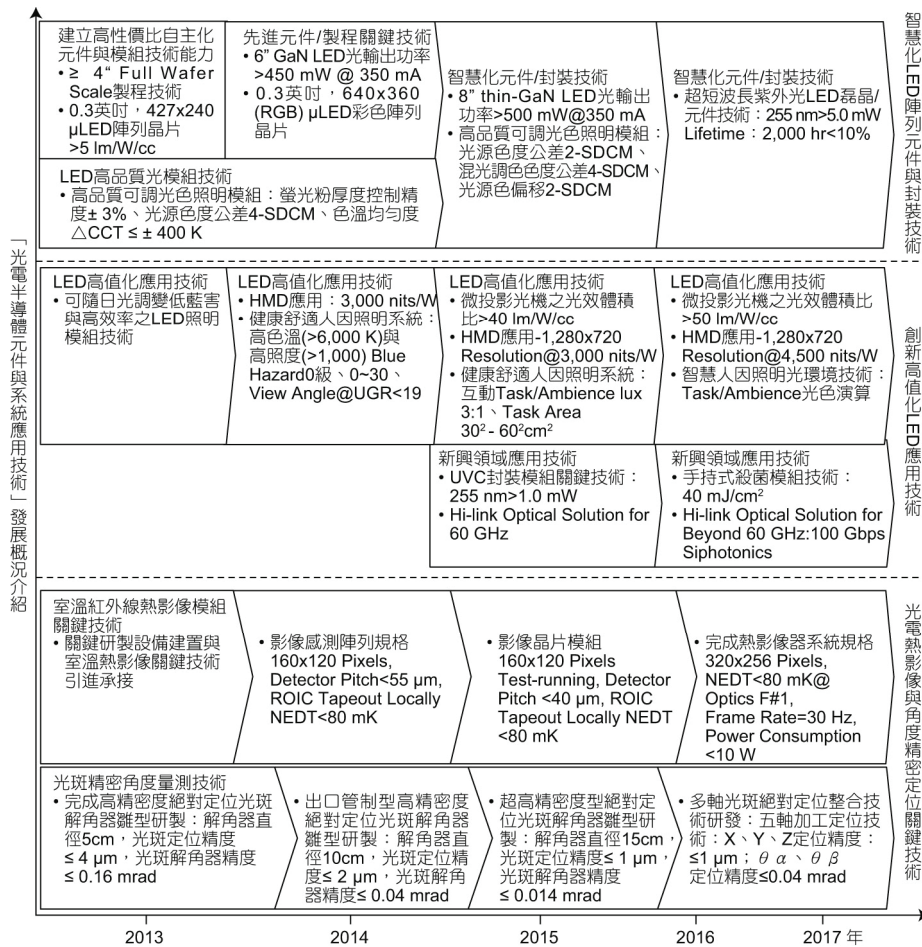 「光電半導體元件與系統應用技術」發展概況介紹
建立高性價比自主化
元件與模組技術能力
• ≥ 4“ Full Wafer
Scale製程技術
• 0.3英吋，427x240
μLED陣列晶片
>5 lm/W/cc
先進元件/製程關鍵技術
• 6” GaN LED光輸出功率
>450 mW @ 350 mA
• 0.3英吋，640x360
(RGB) μLED彩色陣列
晶片
LED高品質光模組技術
• 高品質可調光色照明模組：螢光粉厚度控制精
度± 3%、光源色度公差4-SDCM、色溫均勻度
△CCT ≤ ± 400 K
智慧化元件/封裝技術
• 8” thin-GaN LED光輸出
功率>500 mW@350 mA
• 高品質可調光色照明模組：
光源色度公差2-SDCM、
混光調色色度公差4-SDCM、
光源色偏移2-SDCM
智慧化元件/封裝技術
• 超短波長紫外光LED磊晶/
元件技術：255 nm>5.0 mW
Lifetime：2,000 hr<10%
智慧化LED陣列元件與封裝技術
LED高值化應用技術
• 可隨日光調變低藍害
與高效率之LED照明
模組技術
LED高值化應用技術
• HMD應用：3,000 nits/W
• 健康舒適人因照明系統：
高色溫(>6,000 K)與
高照度(>1,000) Blue
Hazard0級、0~30、
View Angle@UGR<19
LED高值化應用技術
• 微投影光機之光效體積
比>40 lm/W/cc
• HMD應用-1,280x720
Resolution@3,000 nits/W
• 健康舒適人因照明系統：
互動Task/Ambience lux
3:1、Task Area
30² - 60²cm²
LED高值化應用技術
• 微投影光機之光效體積比
>50 lm/W/cc
• HMD應用-1,280x720
Resolution@4,500 nits/W
• 智慧人因照明光環境技術：
Task/Ambience光色演算
新興領域應用技術
• UVC封裝模組關鍵技術：
255 nm>1.0 mW
• Hi-link Optical Solution for
60 GHz
新興領域應用技術
• 手持式殺菌模組技術：
40 mJ/cm²
• Hi-link Optical Solution for
Beyond 60 GHz:100 Gbps
Siphotonics
創新高值化LED應用技術
室溫紅外線熱影像模組
關鍵技術
• 關鍵研製設備建置與
室溫熱影像關鍵技術
引進承接
• 影像感測陣列規格
160x120 Pixels,
Detector Pitch<55 μm,
ROIC Tapeout Locally
NEDT<80 mK
• 影像晶片模組
160x120 Pixels
Test-running, Detector
Pitch <40 μm, ROIC
Tapeout Locally NEDT
<80 mK
• 完成熱影像器系統規格
320x256 Pixels,
NEDT<80 mK@
Optics F#1,
Frame Rate=30 Hz,
Power Consumption
<10 W
光斑精密角度量測技術
• 完成高精密度絕對定位光斑
解角器雛型研製：解角器直
徑5cm，光斑定位精度
≤ 4 μm，光斑解角器精度
≤ 0.16 mrad
• 出口管制型高精密度
絕對定位光斑解角器
雛型研製：解角器直
徑10cm，光斑定位精
度≤ 2 μm，光斑解角
器精度≤ 0.04 mrad
• 超高精密度型絕對定
位光斑解角器雛型研
製：解角器直徑15cm，
光斑定位精度≤ 1 μm，
光斑解角器精度
≤ 0.014 mrad
• 多軸光斑絕對定位整合技
術研發：五軸加工定位技
術：X、Y、Z定位精度：
≤1 μm；θα、θβ
定位精度≤0.04 mrad
光電熱影像與角度精密定位關鍵技術
2013 2014 2015 2016 2017 年